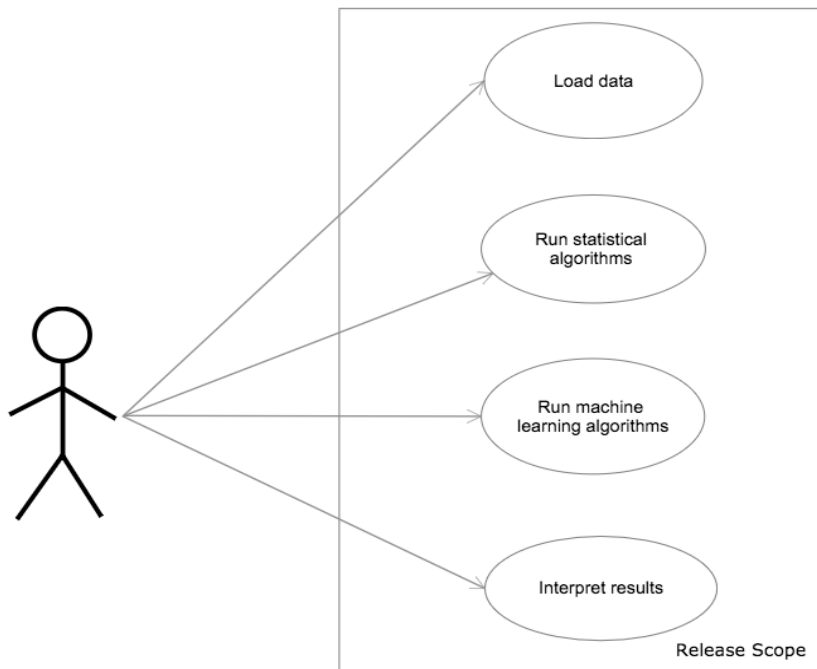 Load data
Run statistical
algorithms
Run machine
learning algorithms
Interpret results
Release Scope